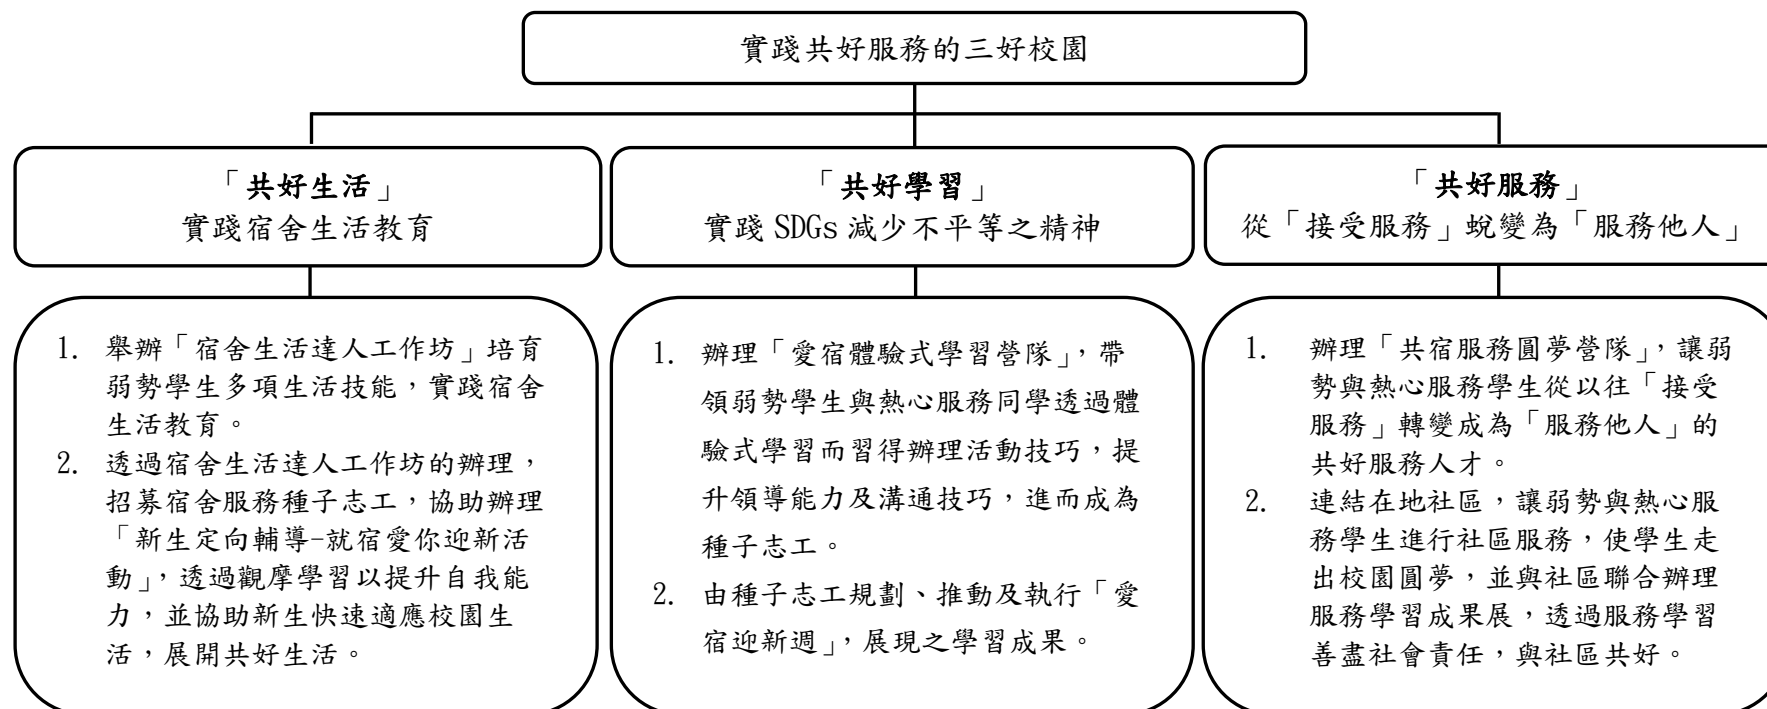 實踐共好服務的三好校園
「共好生活」
實踐宿舍生活教育
1. 舉辦「宿舍生活達人工作坊」培育
弱勢學生多項生活技能，實踐宿舍
生活教育。
2. 透過宿舍生活達人工作坊的辦理，
招募宿舍服務種子志工，協助辦理
「新生定向輔導-就宿愛你迎新活
動」，透過觀摩學習以提升自我能
力，並協助新生快速適應校園生
活，展開共好生活。
「共好學習」
實踐 SDGs 減少不平等之精神
1. 辦理「愛宿體驗式學習營隊」，帶
領弱勢學生與熱心服務同學透過體
驗式學習而習得辦理活動技巧，提
升領導能力及溝通技巧，進而成為
種子志工。
2. 由種子志工規劃、推動及執行「愛
宿迎新週」，展現之學習成果。
「共好服務」
從「接受服務」蛻變為「服務他人」
1. 辦理「共宿服務圓夢營隊」，讓弱
勢與熱心服務學生從以往「接受
服務」轉變成為「服務他人」的
共好服務人才。
2. 連結在地社區，讓弱勢與熱心服
務學生進行社區服務，使學生走
出校園圓夢，並與社區聯合辦理
服務學習成果展，透過服務學習
善盡社會責任，與社區共好。